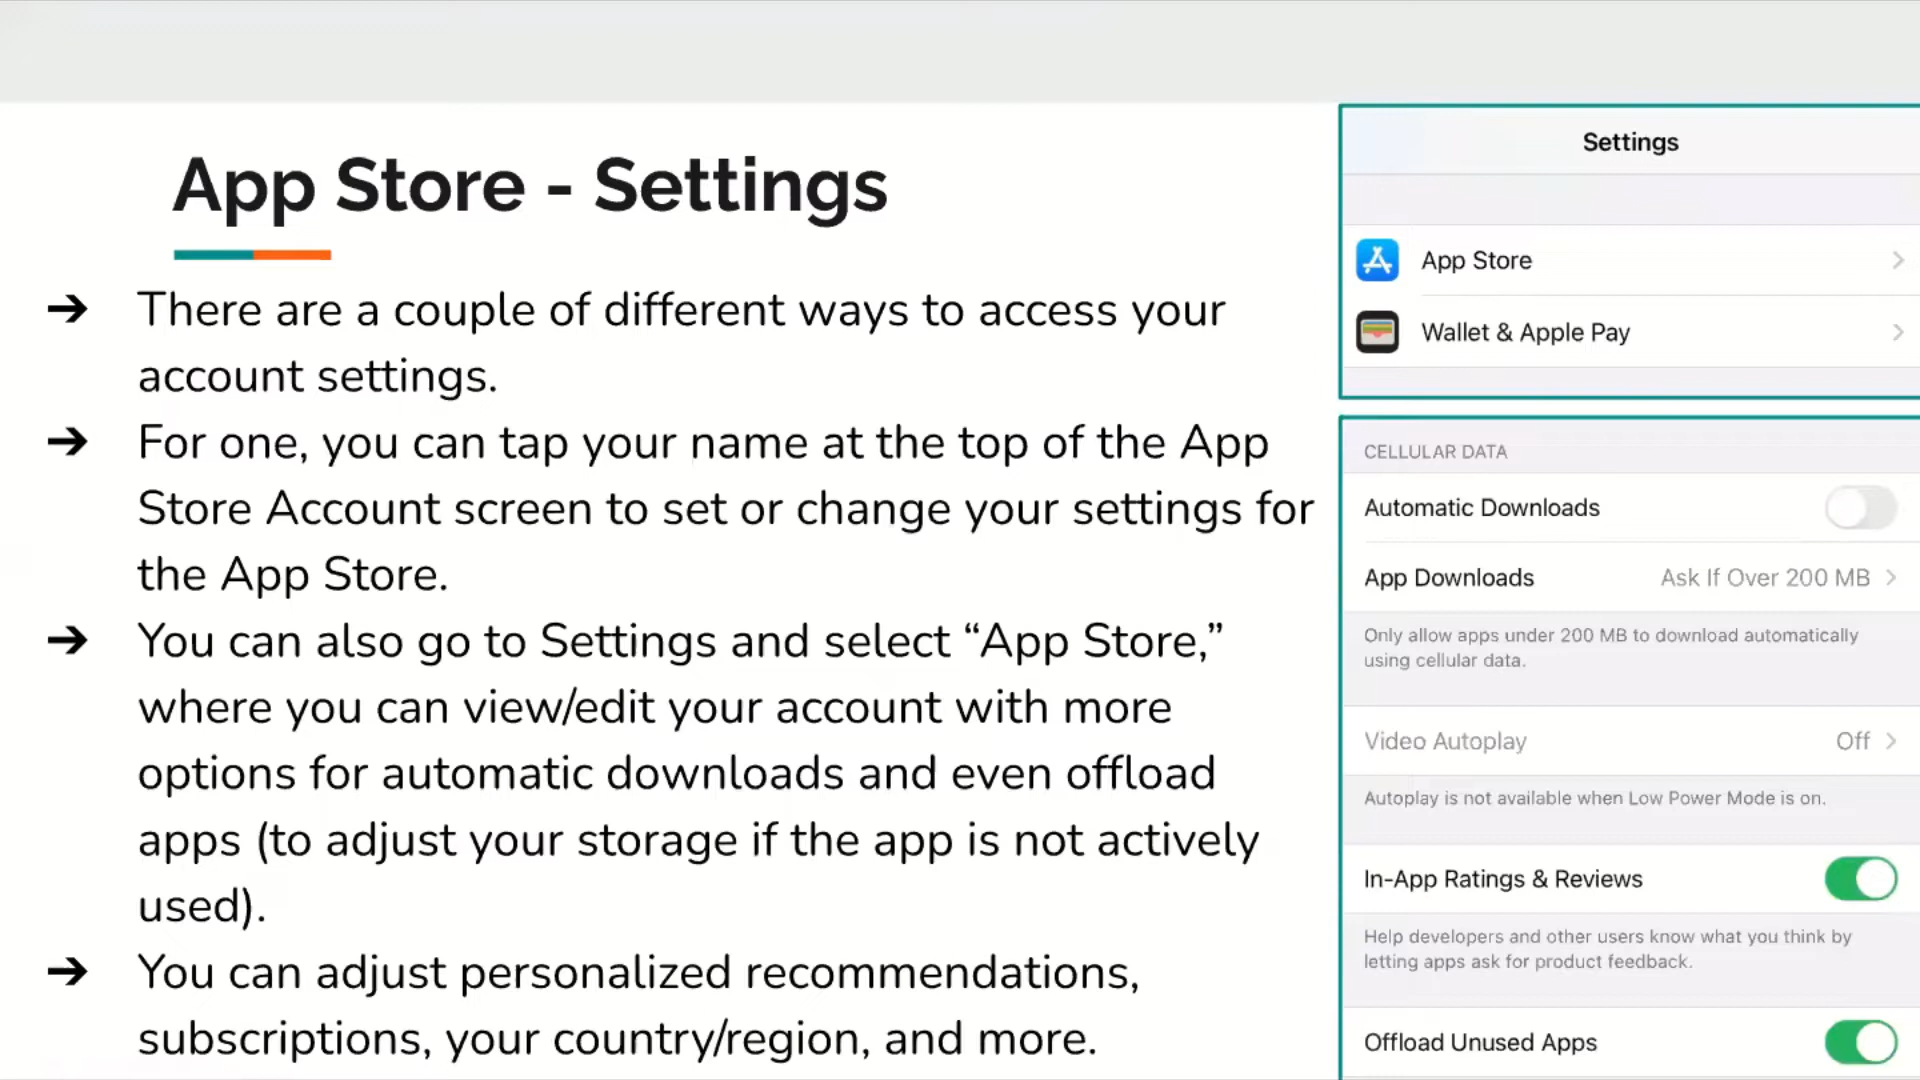 App Store - Settings
➔ There are a couple of different ways to access your
account settings.
➔ For one, you can tap your name at the top of the App
Store Account screen to set or change your settings for
the App Store.
➔ You can also go to Settings and select “App Store,”
where you can view/edit your account with more
options for automatic downloads and even offload
apps (to adjust your storage if the app is not actively
used).
➔ You can adjust personalized recommendations,
subscriptions, your country/region, and more.
Settings
App Store
Wallet & Apple Pay
CELLULAR DATA
Automatic Downloads
App Downloads Ask If Over 200 MB
Only allow apps under 200 MB to download automatically
using cellular data.
Video Autoplay Off
Autoplay is not available when Low Power Mode is on.
In-App Ratings & Reviews
Help developers and other users know what you think by
letting apps ask for product feedback.
Offload Unused Apps